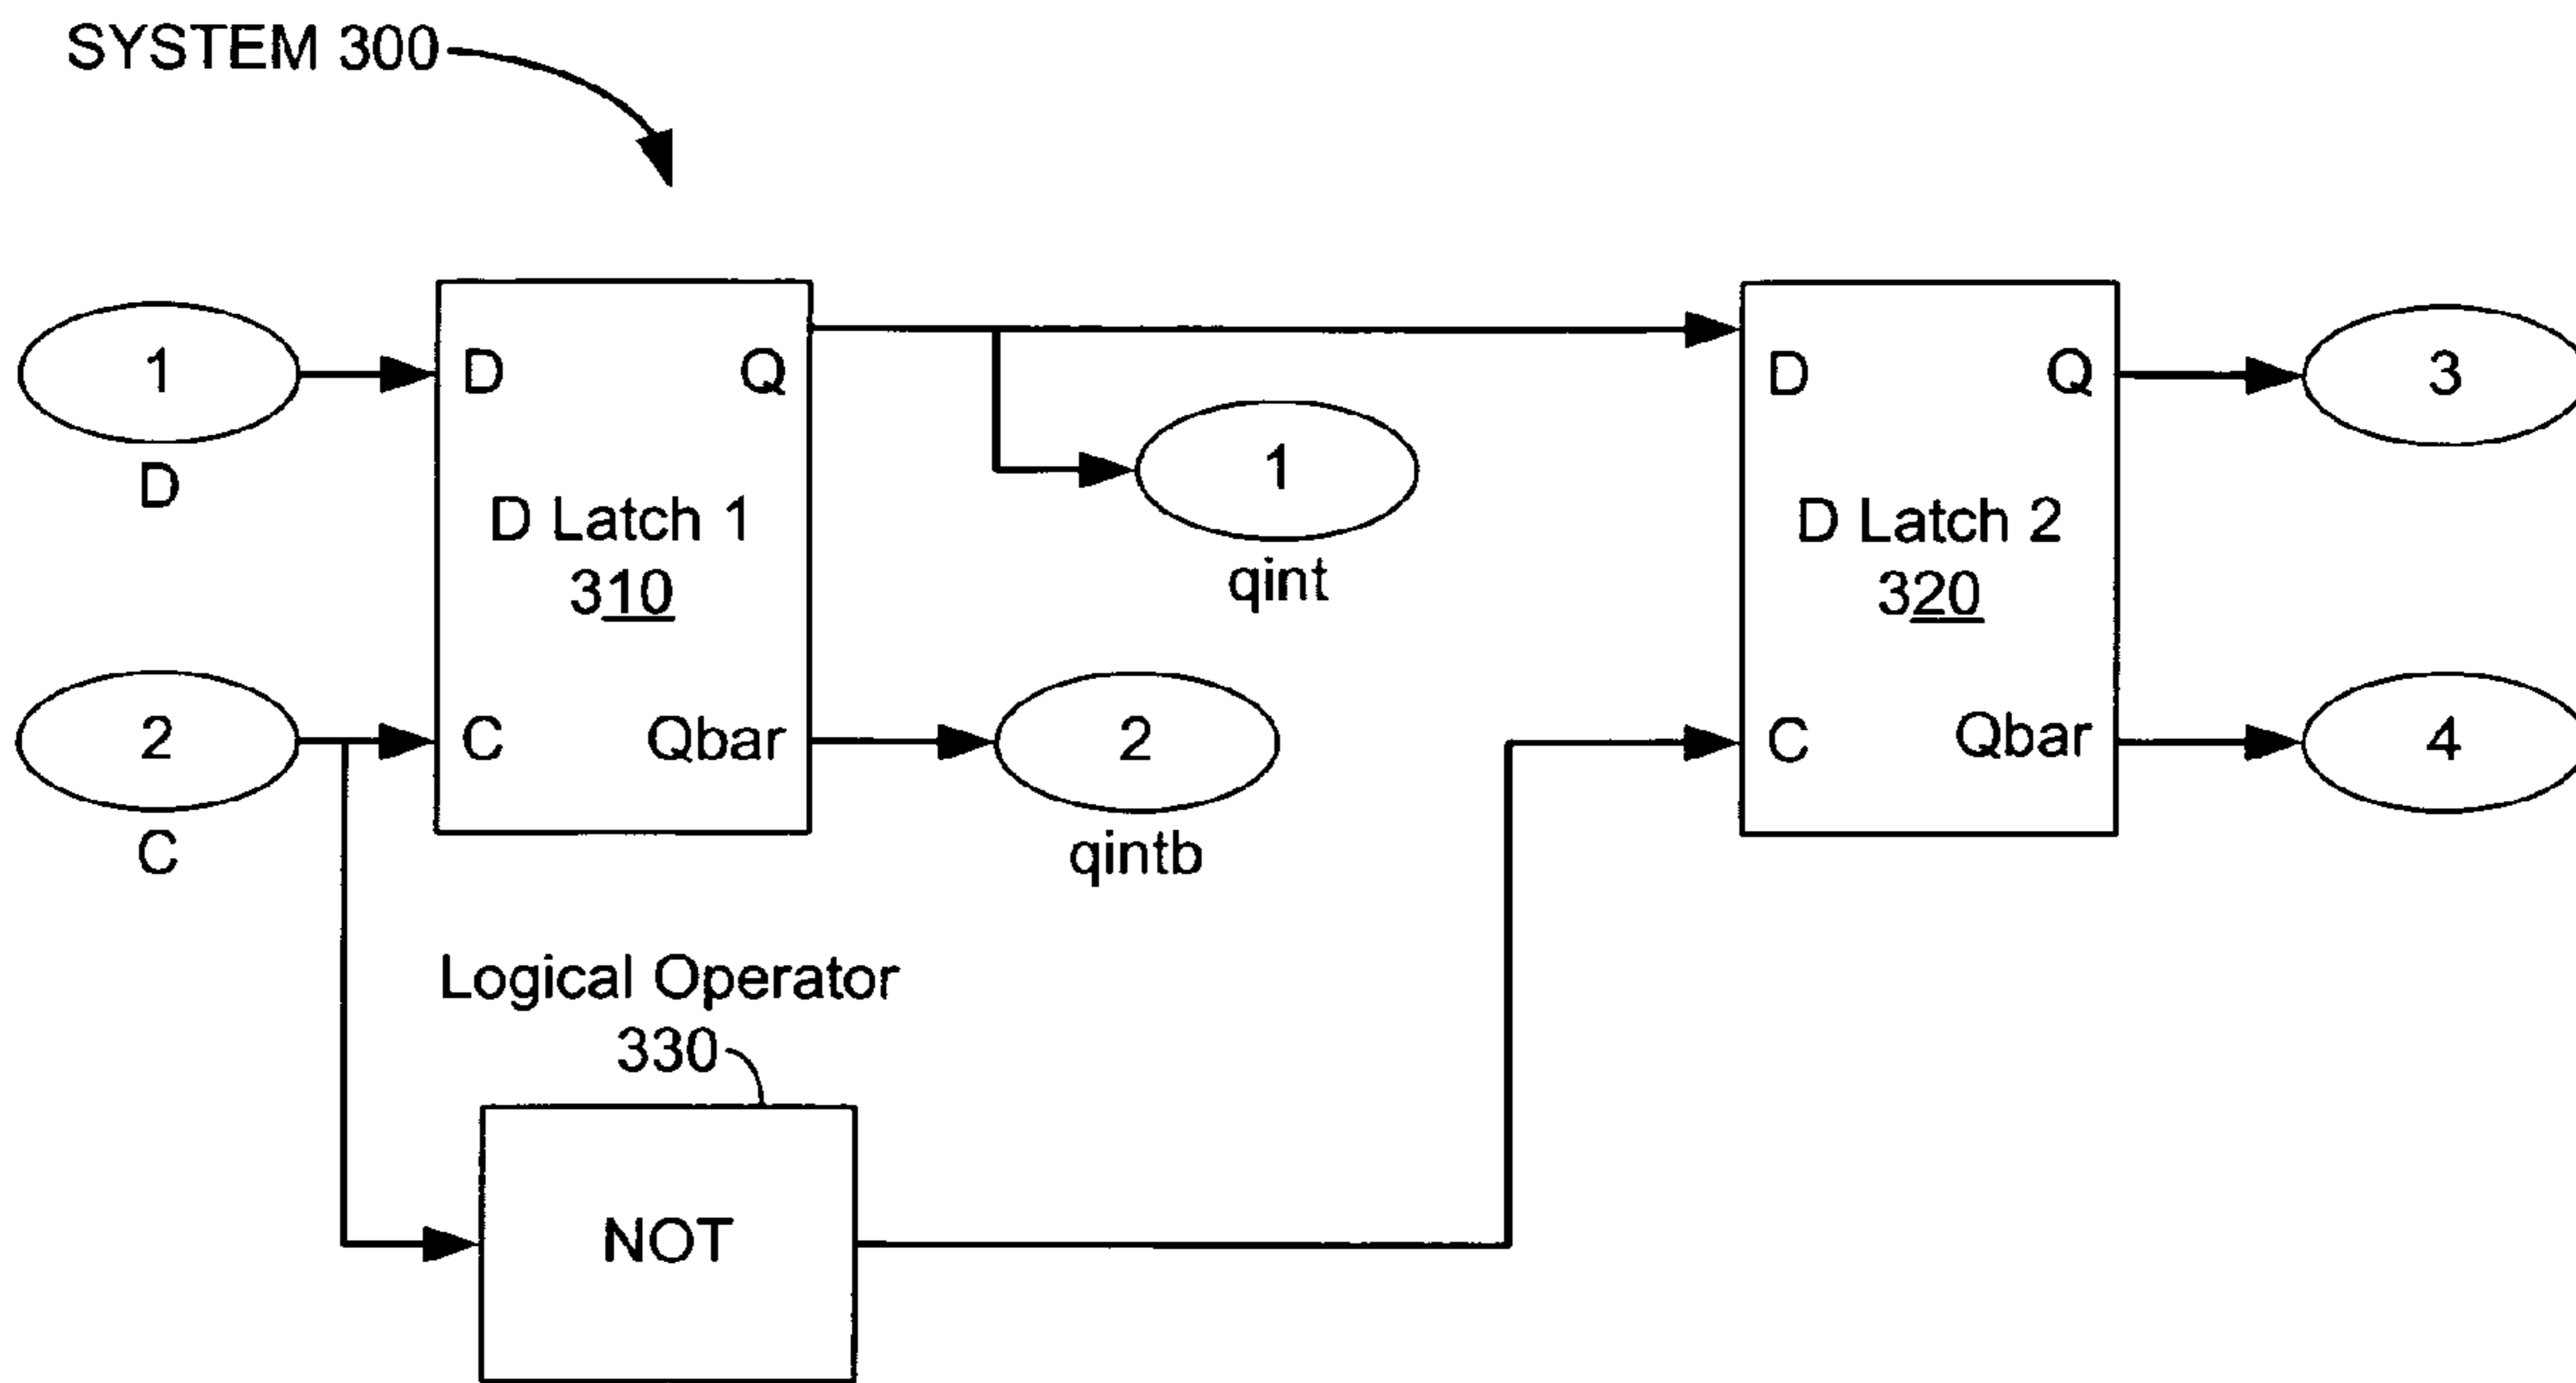 SYSTEM 300
1
D
2
C
D
Q
D Latch 1
310
C
Qbar
1
qint
2
qintb
D
Q
D Latch 2
320
C
Qbar
3
4
Logical Operator
330
NOT